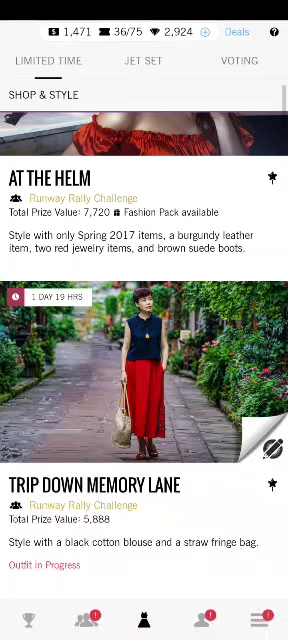 1,471 36/75 2,924 Deals ?
LIMITED TIME JET SET VOTING
SHOP & STYLE
AT THE HELM
Runway Rally Challenge
Total Prize Value: 7,720 Fashion Pack available
Style with only Spring 2017 items, a burgundy leather
item, two red jewelry items, and brown suede boots.
1 DAY 19 HRS
TRIP DOWN MEMORY LANE
Runway Rally Challenge
Total Prize Value: 5,888
Style with a black cotton blouse and a straw fringe bag.
Outfit in Progress
! ! !